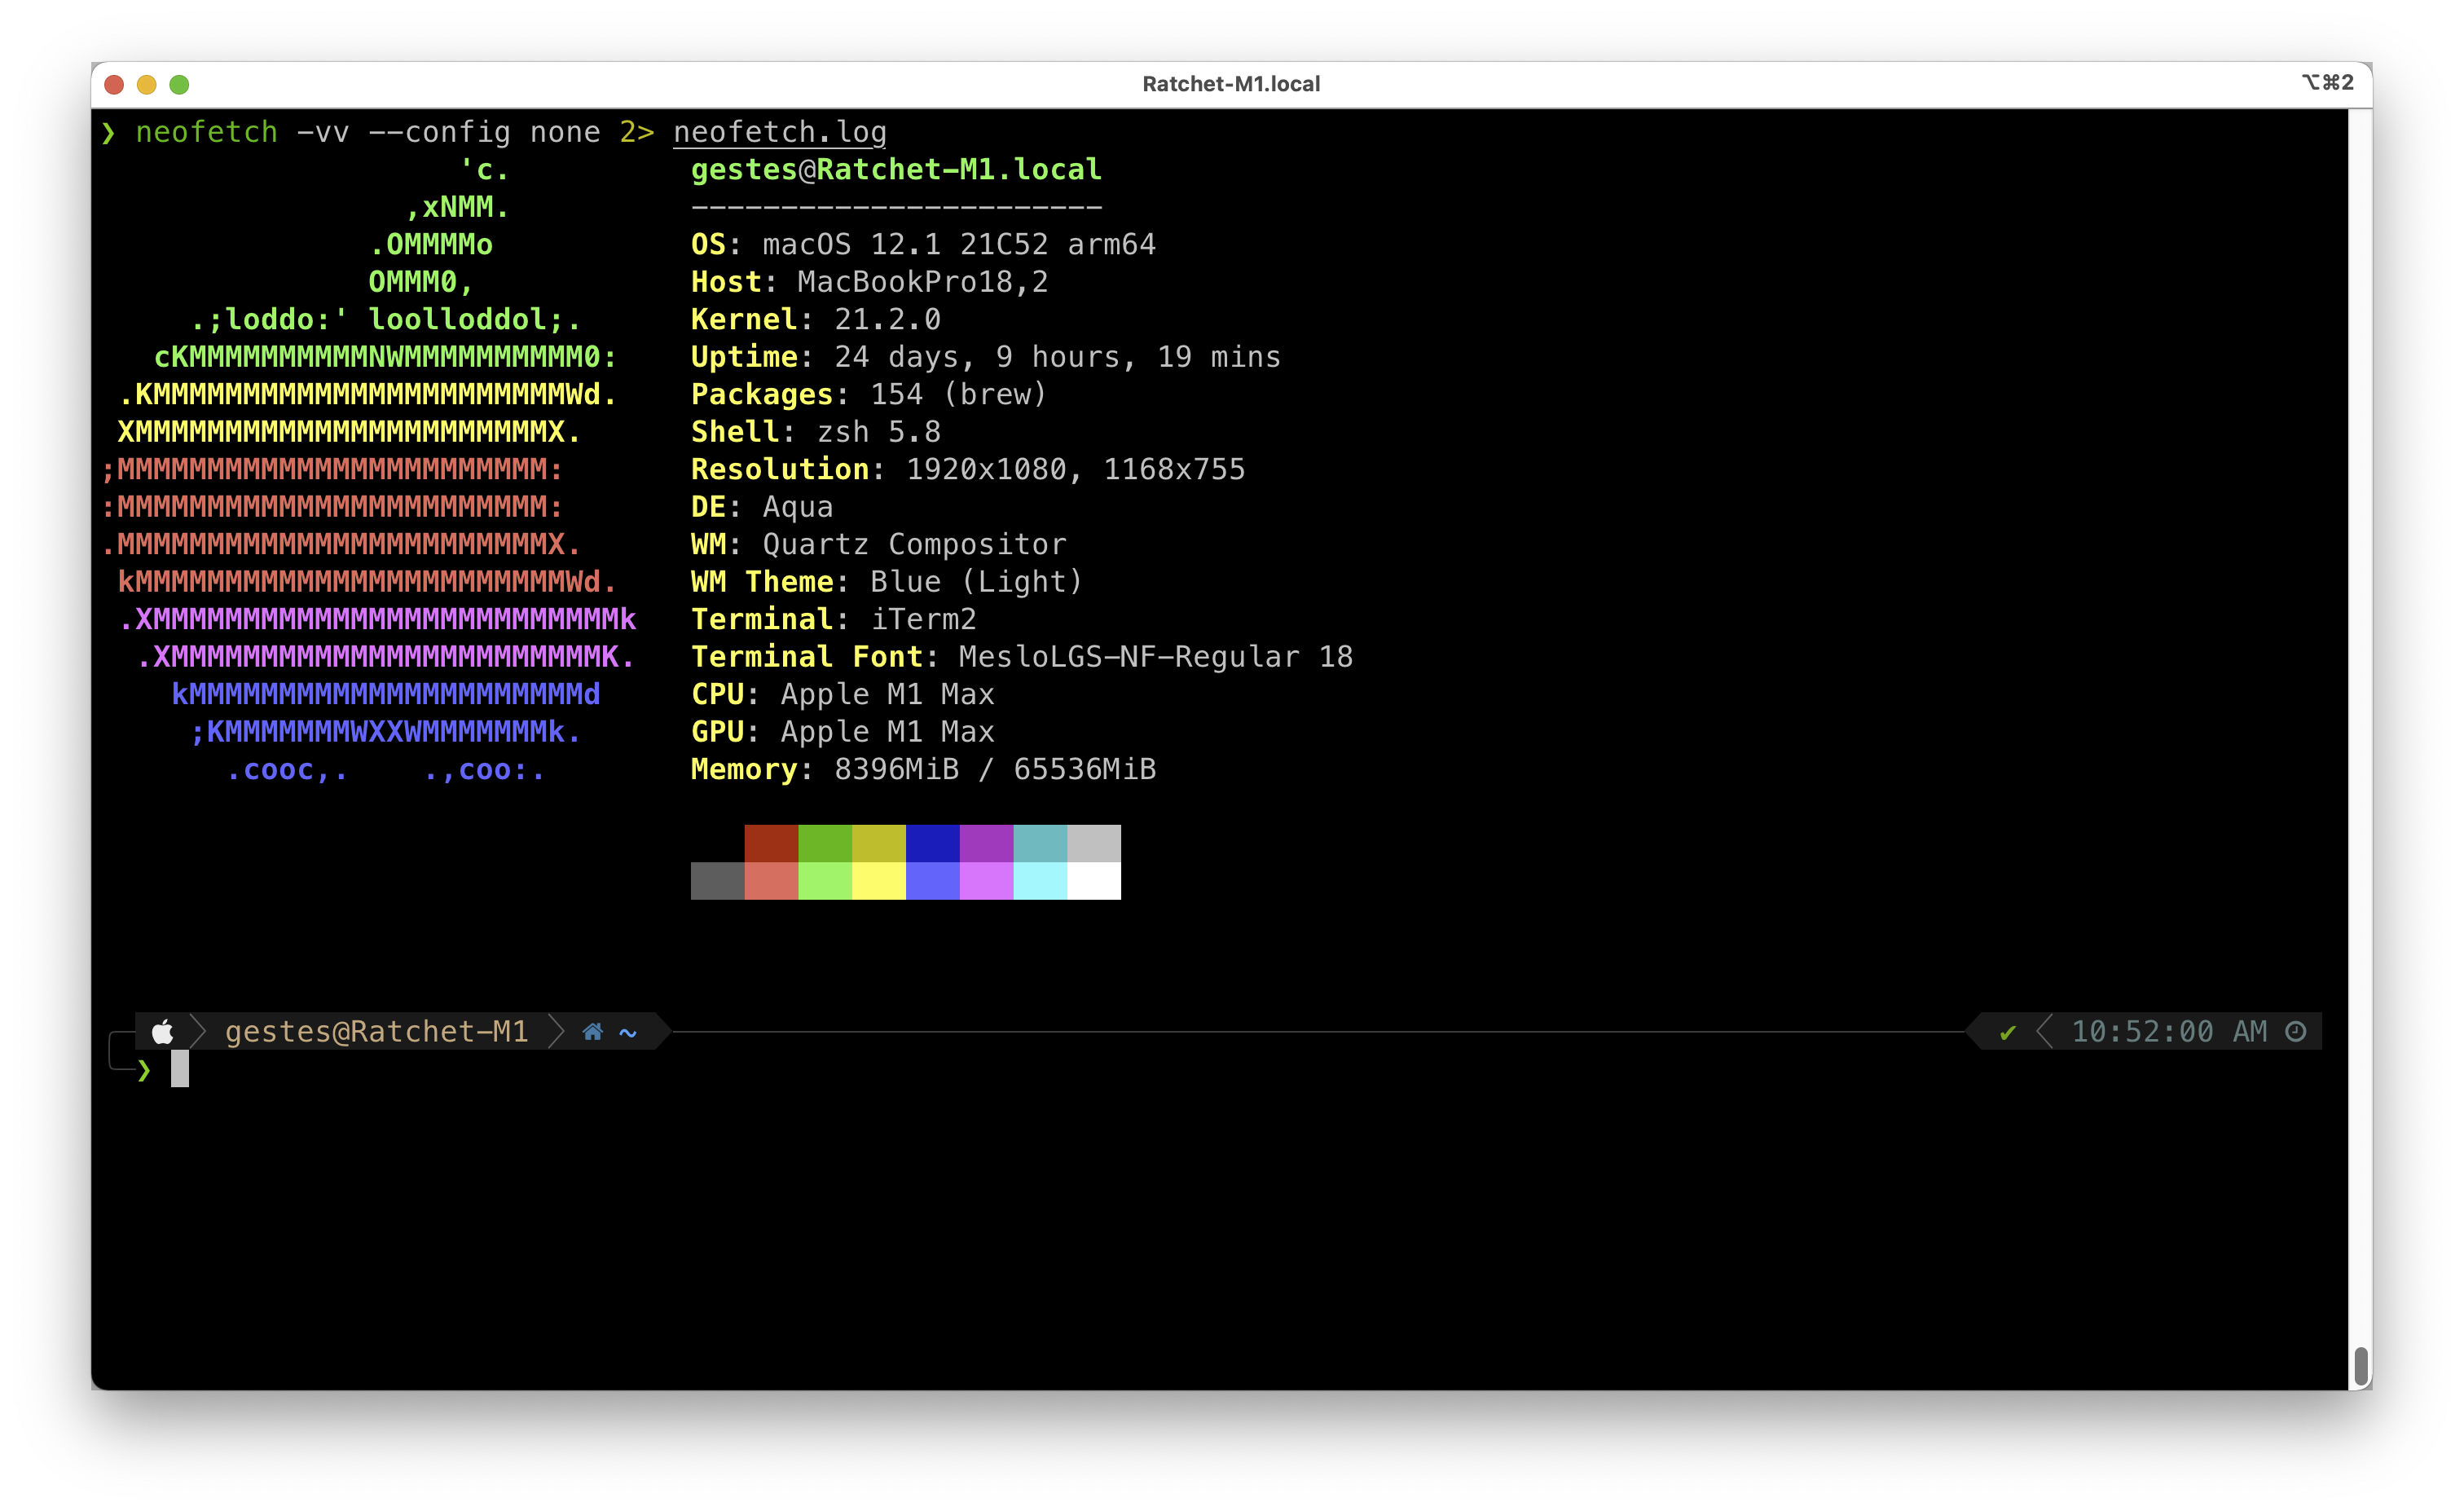 Ratchet-M1.local
⌥⌘2
❯ neofetch -vv --config none 2> neofetch.log
                    'c.          gestes@Ratchet-M1.local
                 ,xNMM.          -----------------------
               .OMMMMo           OS: macOS 12.1 21C52 arm64
               OMMM0,            Host: MacBookPro18,2
     .;loddo:' loolloddol;.      Kernel: 21.2.0
   cKMMMMMMMMMMNWMMMMMMMMMM0:    Uptime: 24 days, 9 hours, 19 mins
 .KMMMMMMMMMMMMMMMMMMMMMMMWd.    Packages: 154 (brew)
 XMMMMMMMMMMMMMMMMMMMMMMMX.      Shell: zsh 5.8
;MMMMMMMMMMMMMMMMMMMMMMMM:       Resolution: 1920x1080, 1168x755
:MMMMMMMMMMMMMMMMMMMMMMMM:       DE: Aqua
.MMMMMMMMMMMMMMMMMMMMMMMMX.      WM: Quartz Compositor
 kMMMMMMMMMMMMMMMMMMMMMMMMWd.    WM Theme: Blue (Light)
 .XMMMMMMMMMMMMMMMMMMMMMMMMMMk   Terminal: iTerm2
  .XMMMMMMMMMMMMMMMMMMMMMMMMK.   Terminal Font: MesloLGS-NF-Regular 18
    kMMMMMMMMMMMMMMMMMMMMMMd     CPU: Apple M1 Max
     ;KMMMMMMMWXXWMMMMMMMk.      GPU: Apple M1 Max
       .cooc,.    .,coo:.        Memory: 8396MiB / 65536MiB
gestes@Ratchet-M1 ~ ✔ 10:52:00 AM
❯